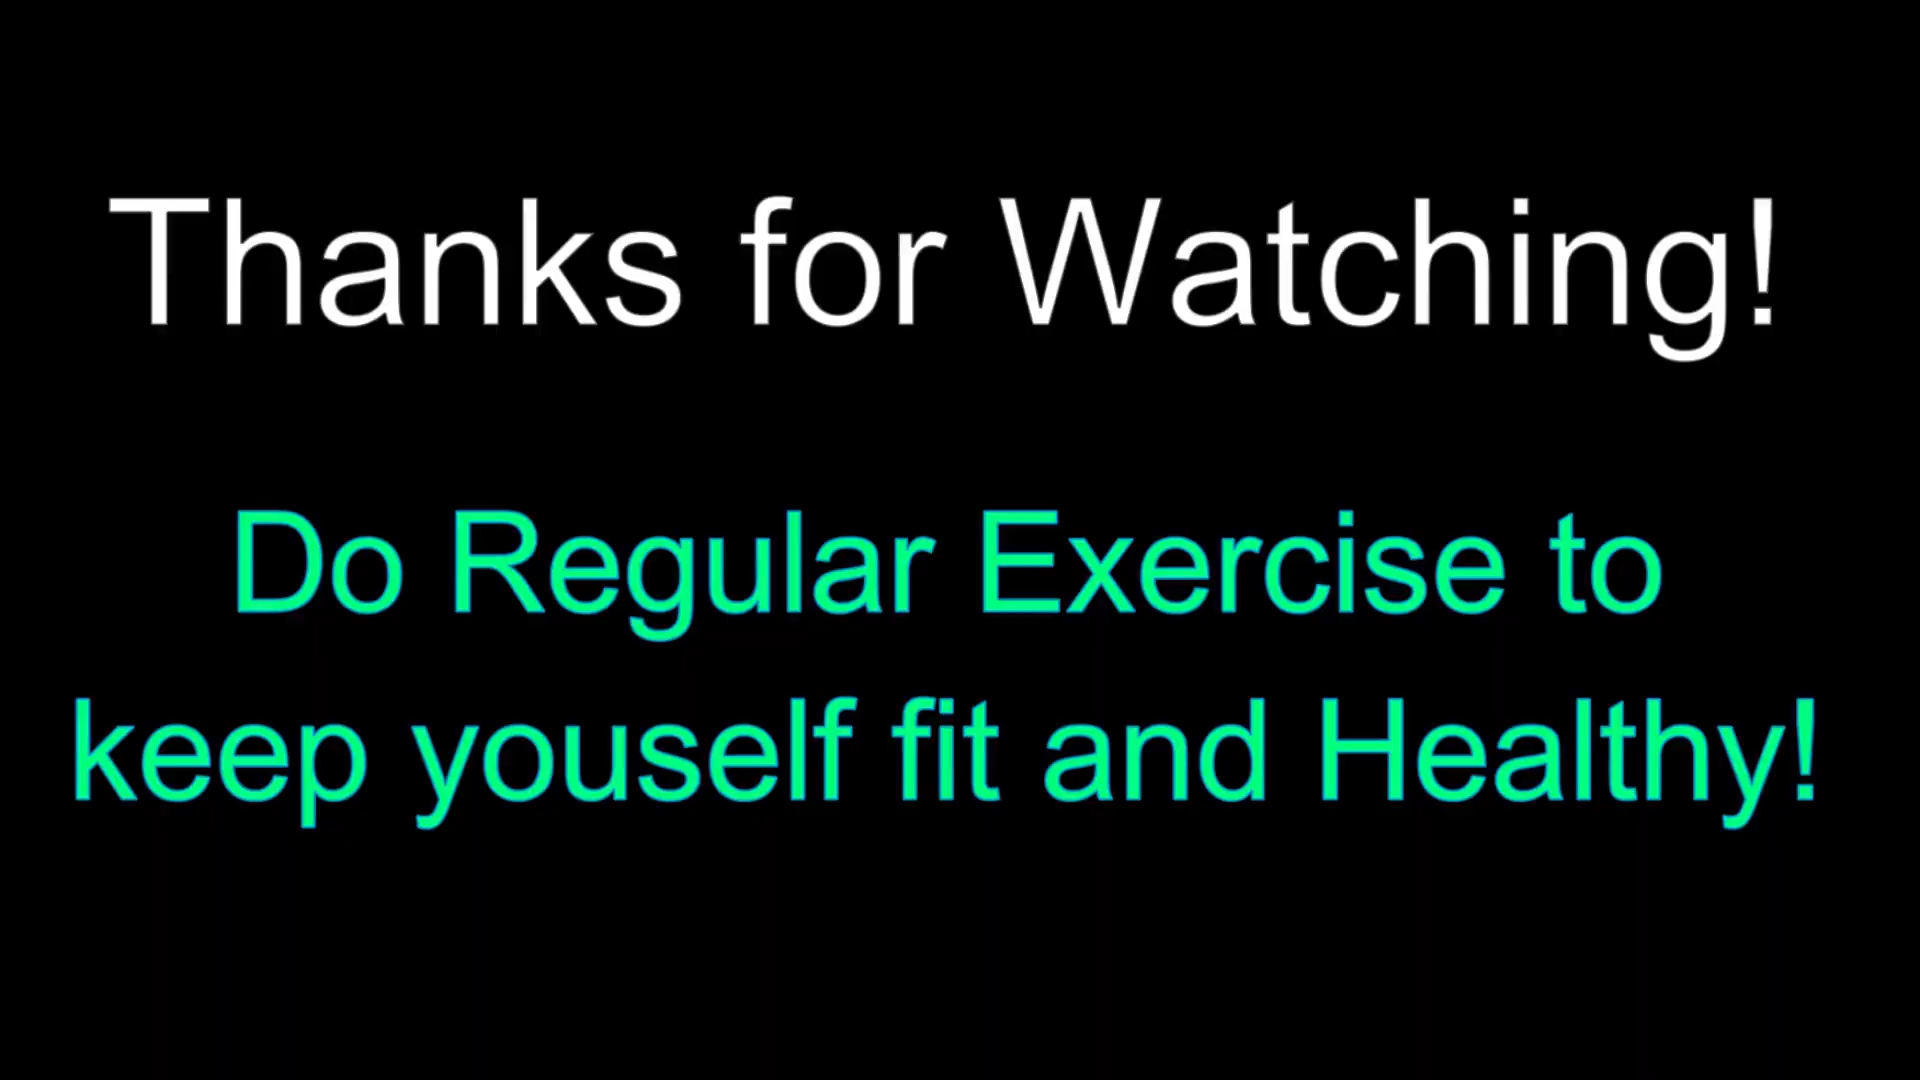 Thanks for Watching!
Do Regular Exercise to
keep youself fit and Healthy!